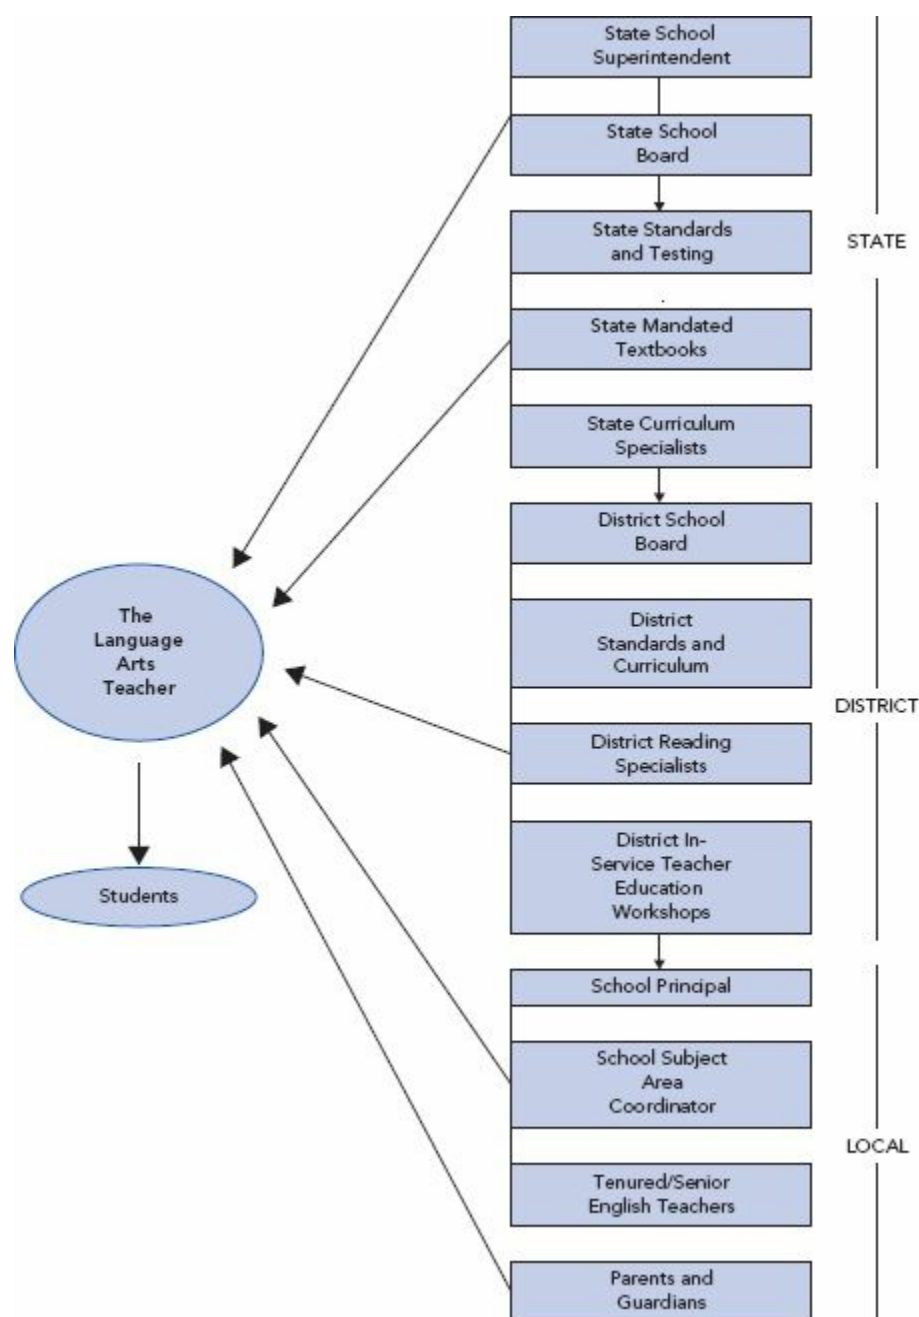 State School
Superintendent
State School
Board
State Standards
and Testing
STATE
State Mandated
Textbooks
State Curriculum
Specialists
District School
Board
The
Language
Arts
Teacher
District
Standards and
Curriculum
DISTRICT
District Reading
Specialists
District In-
Service Teacher
Education
Workshops
Students
School Principal
School Subject
Area
Coordinator
LOCAL
Tenured/Senior
English Teachers
Parents and
Guardians